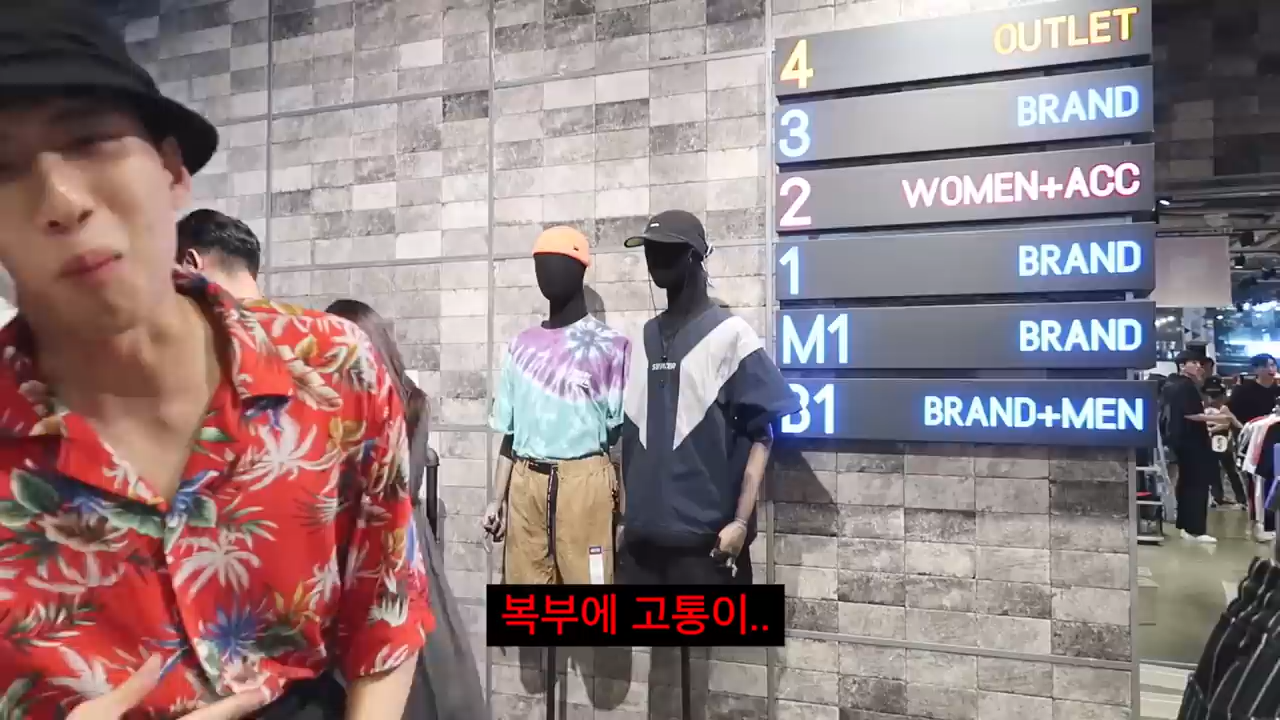 4 OUTLET
3 BRAND
2 WOMEN+ACC
1 BRAND
M1 BRAND
B1 BRAND+MEN
복부에 고통이..